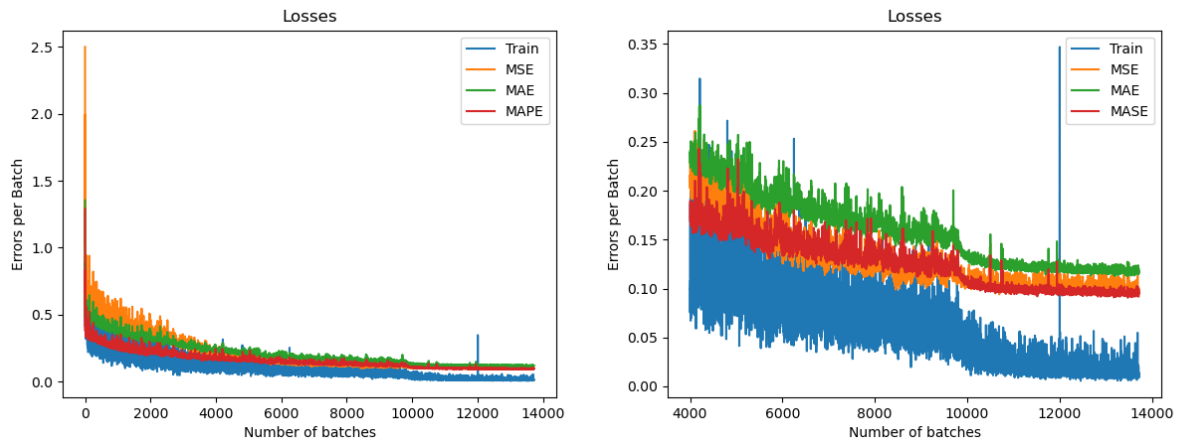 Losses
Errors per Batch
2.5
2.0
1.5
1.0
0.5
0.0
Train
MSE
MAE
MAPE
0 2000 4000 6000 8000 10000 12000 14000
Number of batches
Losses
Errors per Batch
0.35
0.30
0.25
0.20
0.15
0.10
0.05
0.00
Train
MSE
MAE
MASE
4000 6000 8000 10000 12000 14000
Number of batches